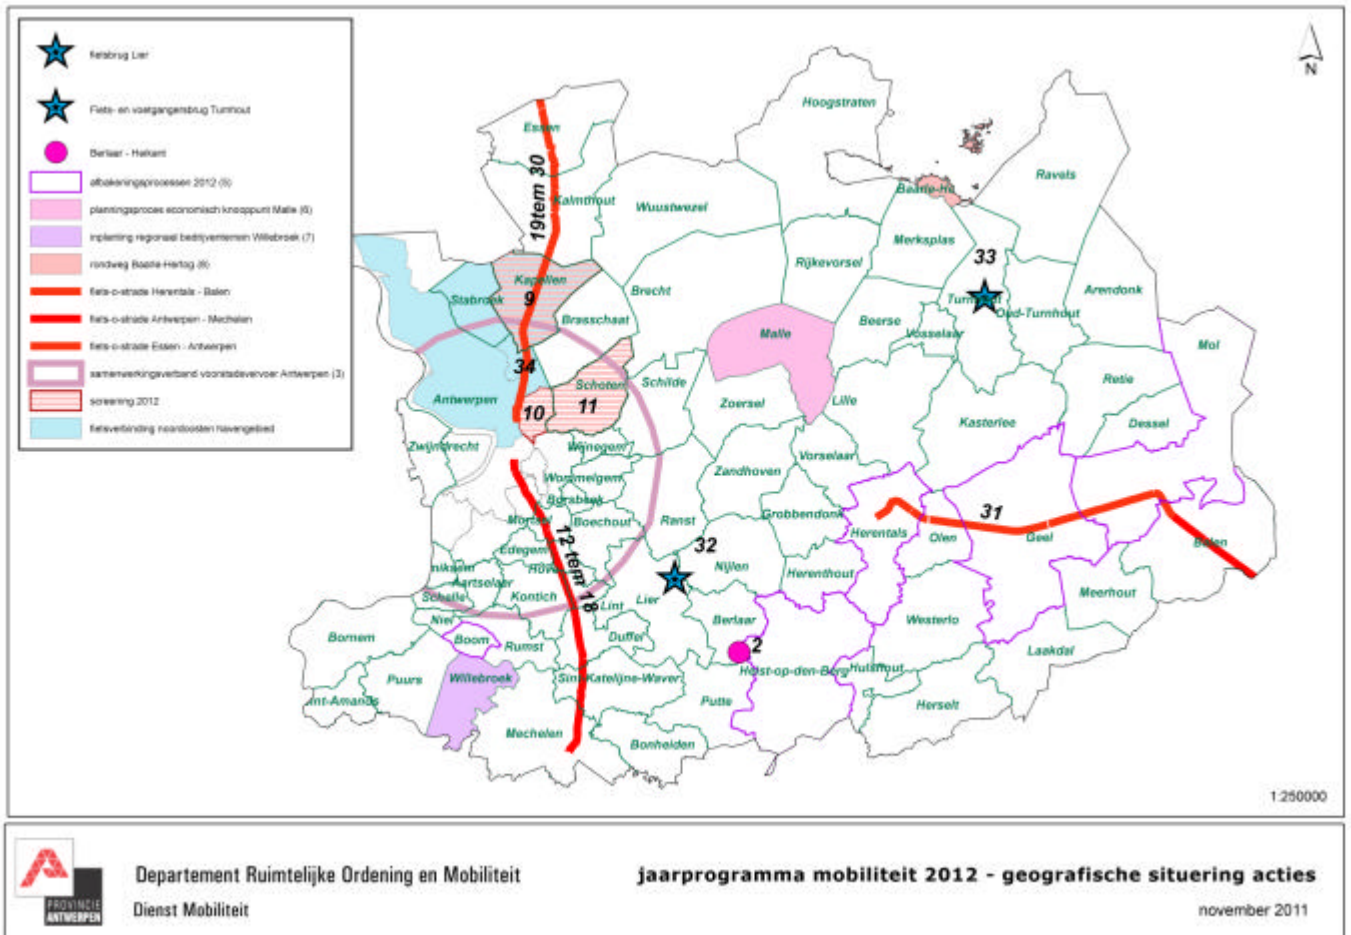 fietsbrug Lier
Fiets- en voetgangersbrug Turnhout
Berlaar - Heikant
afbakeningsprocessen 2012 (5)
planningsproces economisch knooppunt Malle (6)
inplanting regionaal bedrijventerrein Willebroek (7)
rondweg Baarle-Hertog (8)
fiets-o-strade Herentals - Balen
fiets-o-strade Antwerpen - Mechelen
fiets-o-strade Essen - Antwerpen
samenwerkingsverband voorstadsvervoer Antwerpen (3)
screening 2012
fietsverbinding noordoosten havengebied
N
Hoogstraten
Essen
19tem 30
Kalmthout
Wuustwezel
Ravels
Baarle-He
Merksplas
33
Rijkevorsel
Kapellen
9
Stabroek
Brecht
Turnhout
Arendonk
Oud-Turnhout
Brasschaat
Beerse
Vosselaar
Malle
Mol
34
Schoten
Schilde
Retie
Antwerpen
10
11
Zoersel
Lille
Kasterlee
Dessel
Zwijndrecht
Wijnegem
Vorselaar
Zandhoven
Wommelgem
Borsbeek
Mortsel
Boechout
Ranst
Grobbendonk
31
Herentals
Olen
Geel
Balen
12 tem 18
32
Edegem
Hove
Nijlen
Herenthout
Aartselaar
Schelle
Kontich
Lint
Lier
Meerhout
Niel
Berlaar
Westerlo
Bornem
Boom
Rumst
Duffel
2
Laakdal
Heist-op-den-Berg
Hulshout
Puurs
Willebroek
Sint-Katelijne-Waver
int-Amands
Putte
Herselt
Mechelen
Bonheiden
1:250000
PROVINCIE
ANTWERPEN
Departement Ruimtelijke Ordening en Mobiliteit
Dienst Mobiliteit
jaarprogramma mobiliteit 2012 - geografische situering acties
november 2011